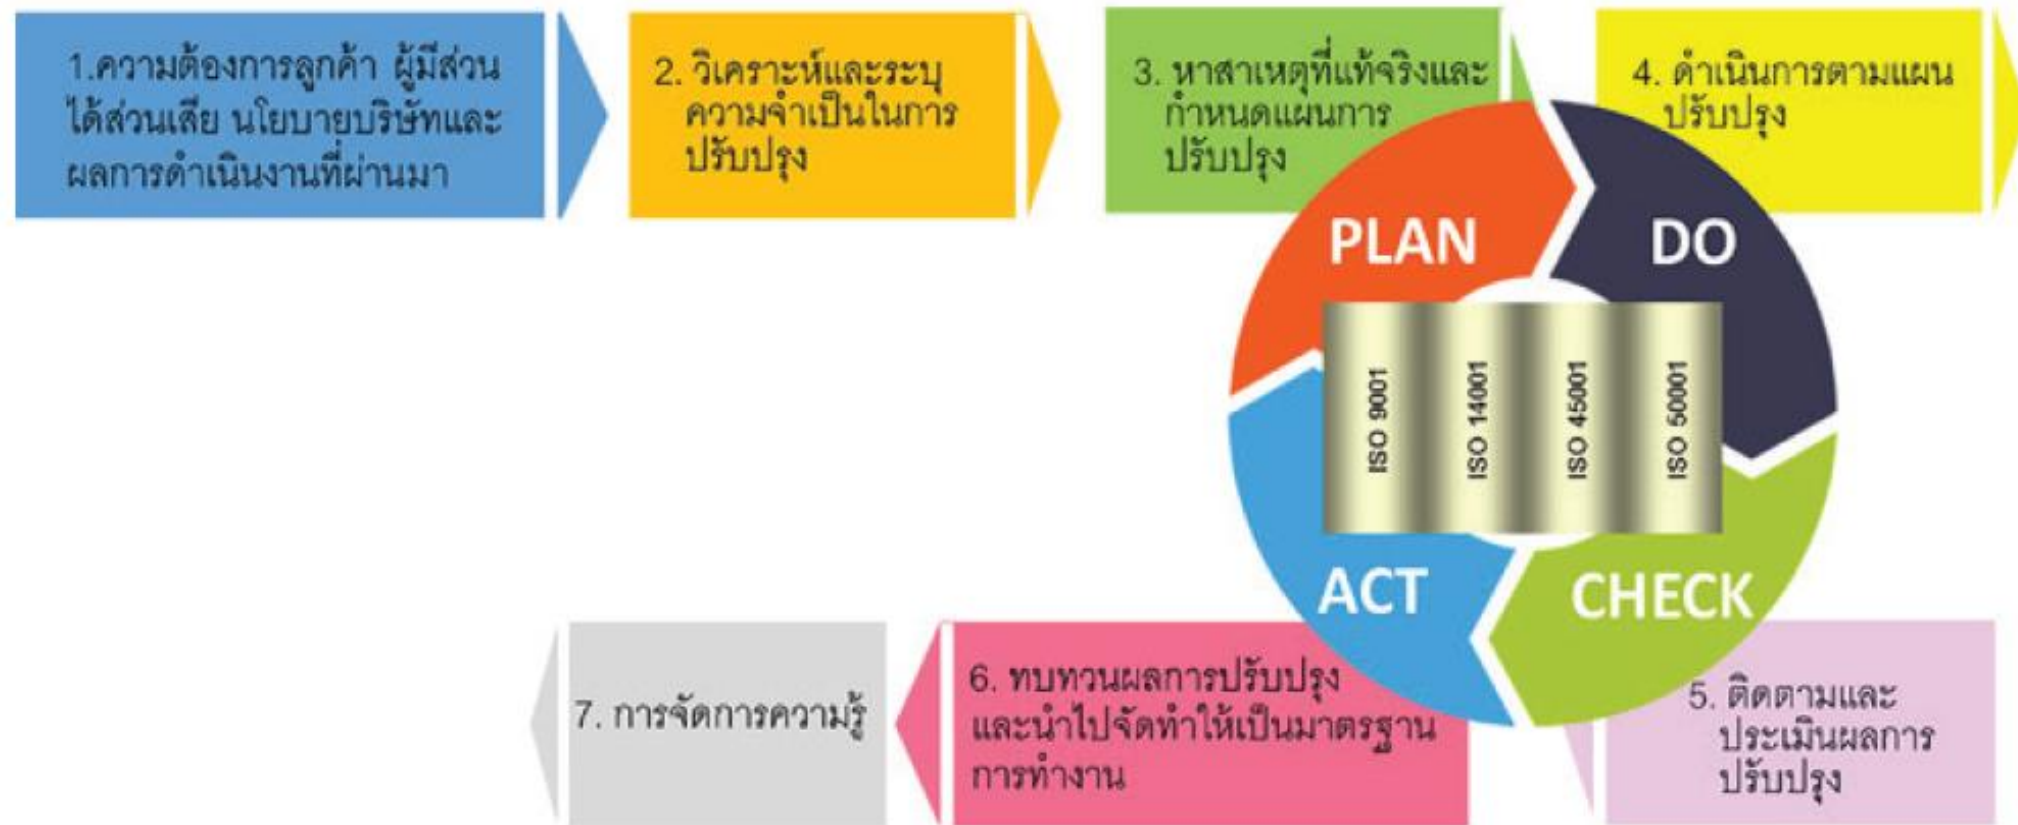 1.ความต้องการลูกค้า ผู้มีส่วน
ได้ส่วนเสีย นโยบายบริษัทและ
ผลการดำเนินงานที่ผ่านมา
2. วิเคราะห์และระบุ
ความจำเป็นในการ
ปรับปรุง
3. หาสาเหตุที่แท้จริงและ
กำหนดแผนการ
ปรับปรุง
4. ดำเนินการตามแผน
ปรับปรุง
PLAN
DO
ISO 9001
ISO 14001
ISO 45001
ISO 50001
ACT
CHECK
5. ติดตามและ
ประเมินผลการ
ปรับปรุง
6. ทบทวนผลการปรับปรุง
และนำไปจัดทำให้เป็นมาตรฐาน
การทำงาน
7. การจัดการความรู้